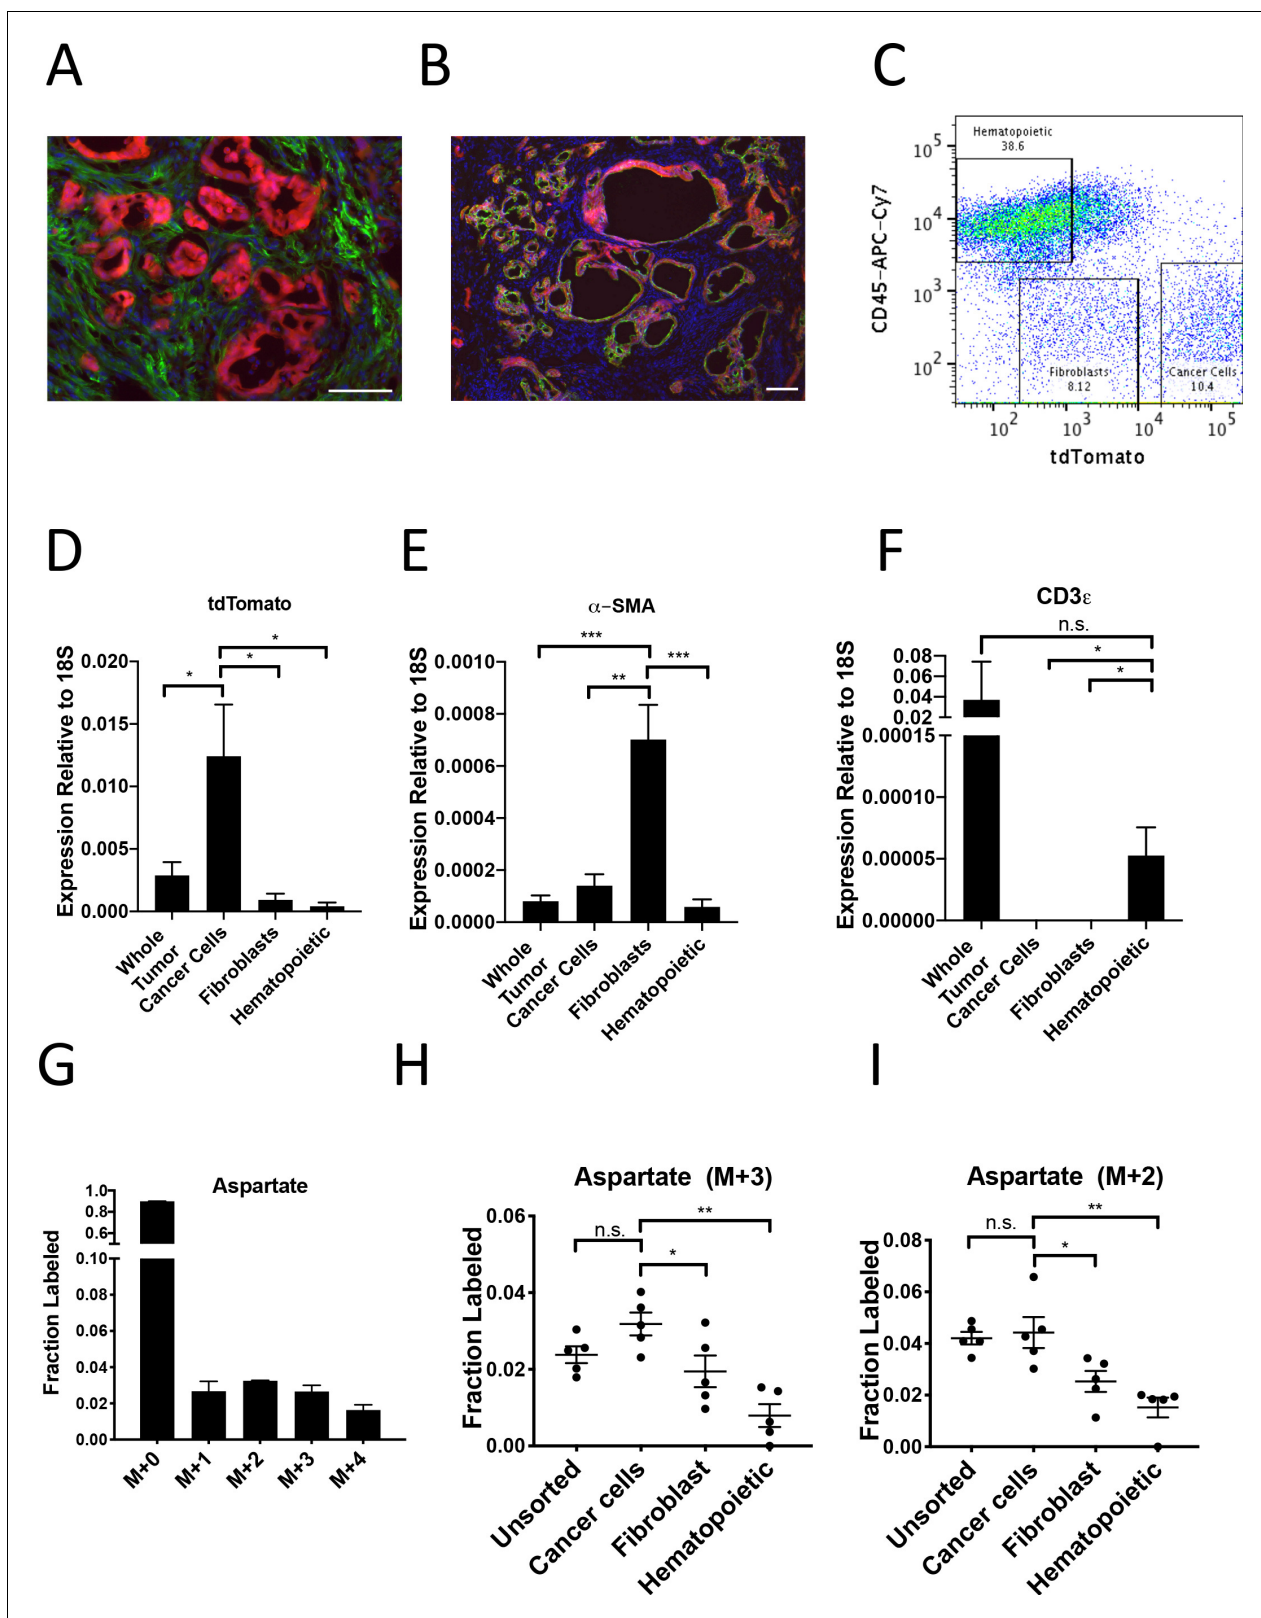 A
B
C
Hematopoietic
38.6
Fibroblasts
8.12
Cancer Cells
10.4
10^5
10^4
10^3
10^2
CD45-APC-Cy7
10^2 10^3 10^4 10^5
tdTomato
D
tdTomato
Expression Relative to 18S
0.020
0.015
0.010
0.005
0.000
*
*
*
Whole
Tumor
Cancer Cells
Fibroblasts
Hematopoietic
E
α-SMA
Expression Relative to 18S
0.0010
0.0008
0.0006
0.0004
0.0002
0.0000
***
***
**
Whole
Tumor
Cancer Cells
Fibroblasts
Hematopoietic
F
CD3ε
Expression Relative to 18S
0.08
0.06
0.04
0.02
0.00015
0.00010
0.00005
0.00000
n.s.
*
*
Whole
Tumor
Cancer Cells
Fibroblasts
Hematopoietic
G
Aspartate
Fraction Labeled
1.0
0.8
0.6
0.10
0.08
0.06
0.04
0.02
0.00
M+0 M+1 M+2 M+3 M+4
H
Aspartate (M+3)
Fraction Labeled
0.06
0.04
0.02
0.00
n.s.
**
*
Unsorted
Cancer cells
Fibroblast
Hematopoietic
I
Aspartate (M+2)
Fraction Labeled
0.08
0.06
0.04
0.02
0.00
n.s.
**
*
Unsorted
Cancer cells
Fibroblast
Hematopoietic